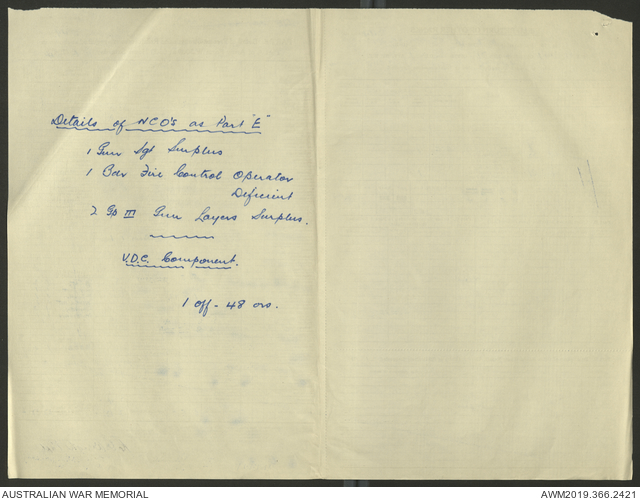 Details of NCO's as Part "E"
1 Gun Sgt Surplus
1 Bdr Fire Control Operator
Deficient
2 Gp III Gun Layers Surplus.
V.D.C. Component.
1 off - 48 ors.
AUSTRALIAN WAR MEMORIAL
AWM2019.366.2421